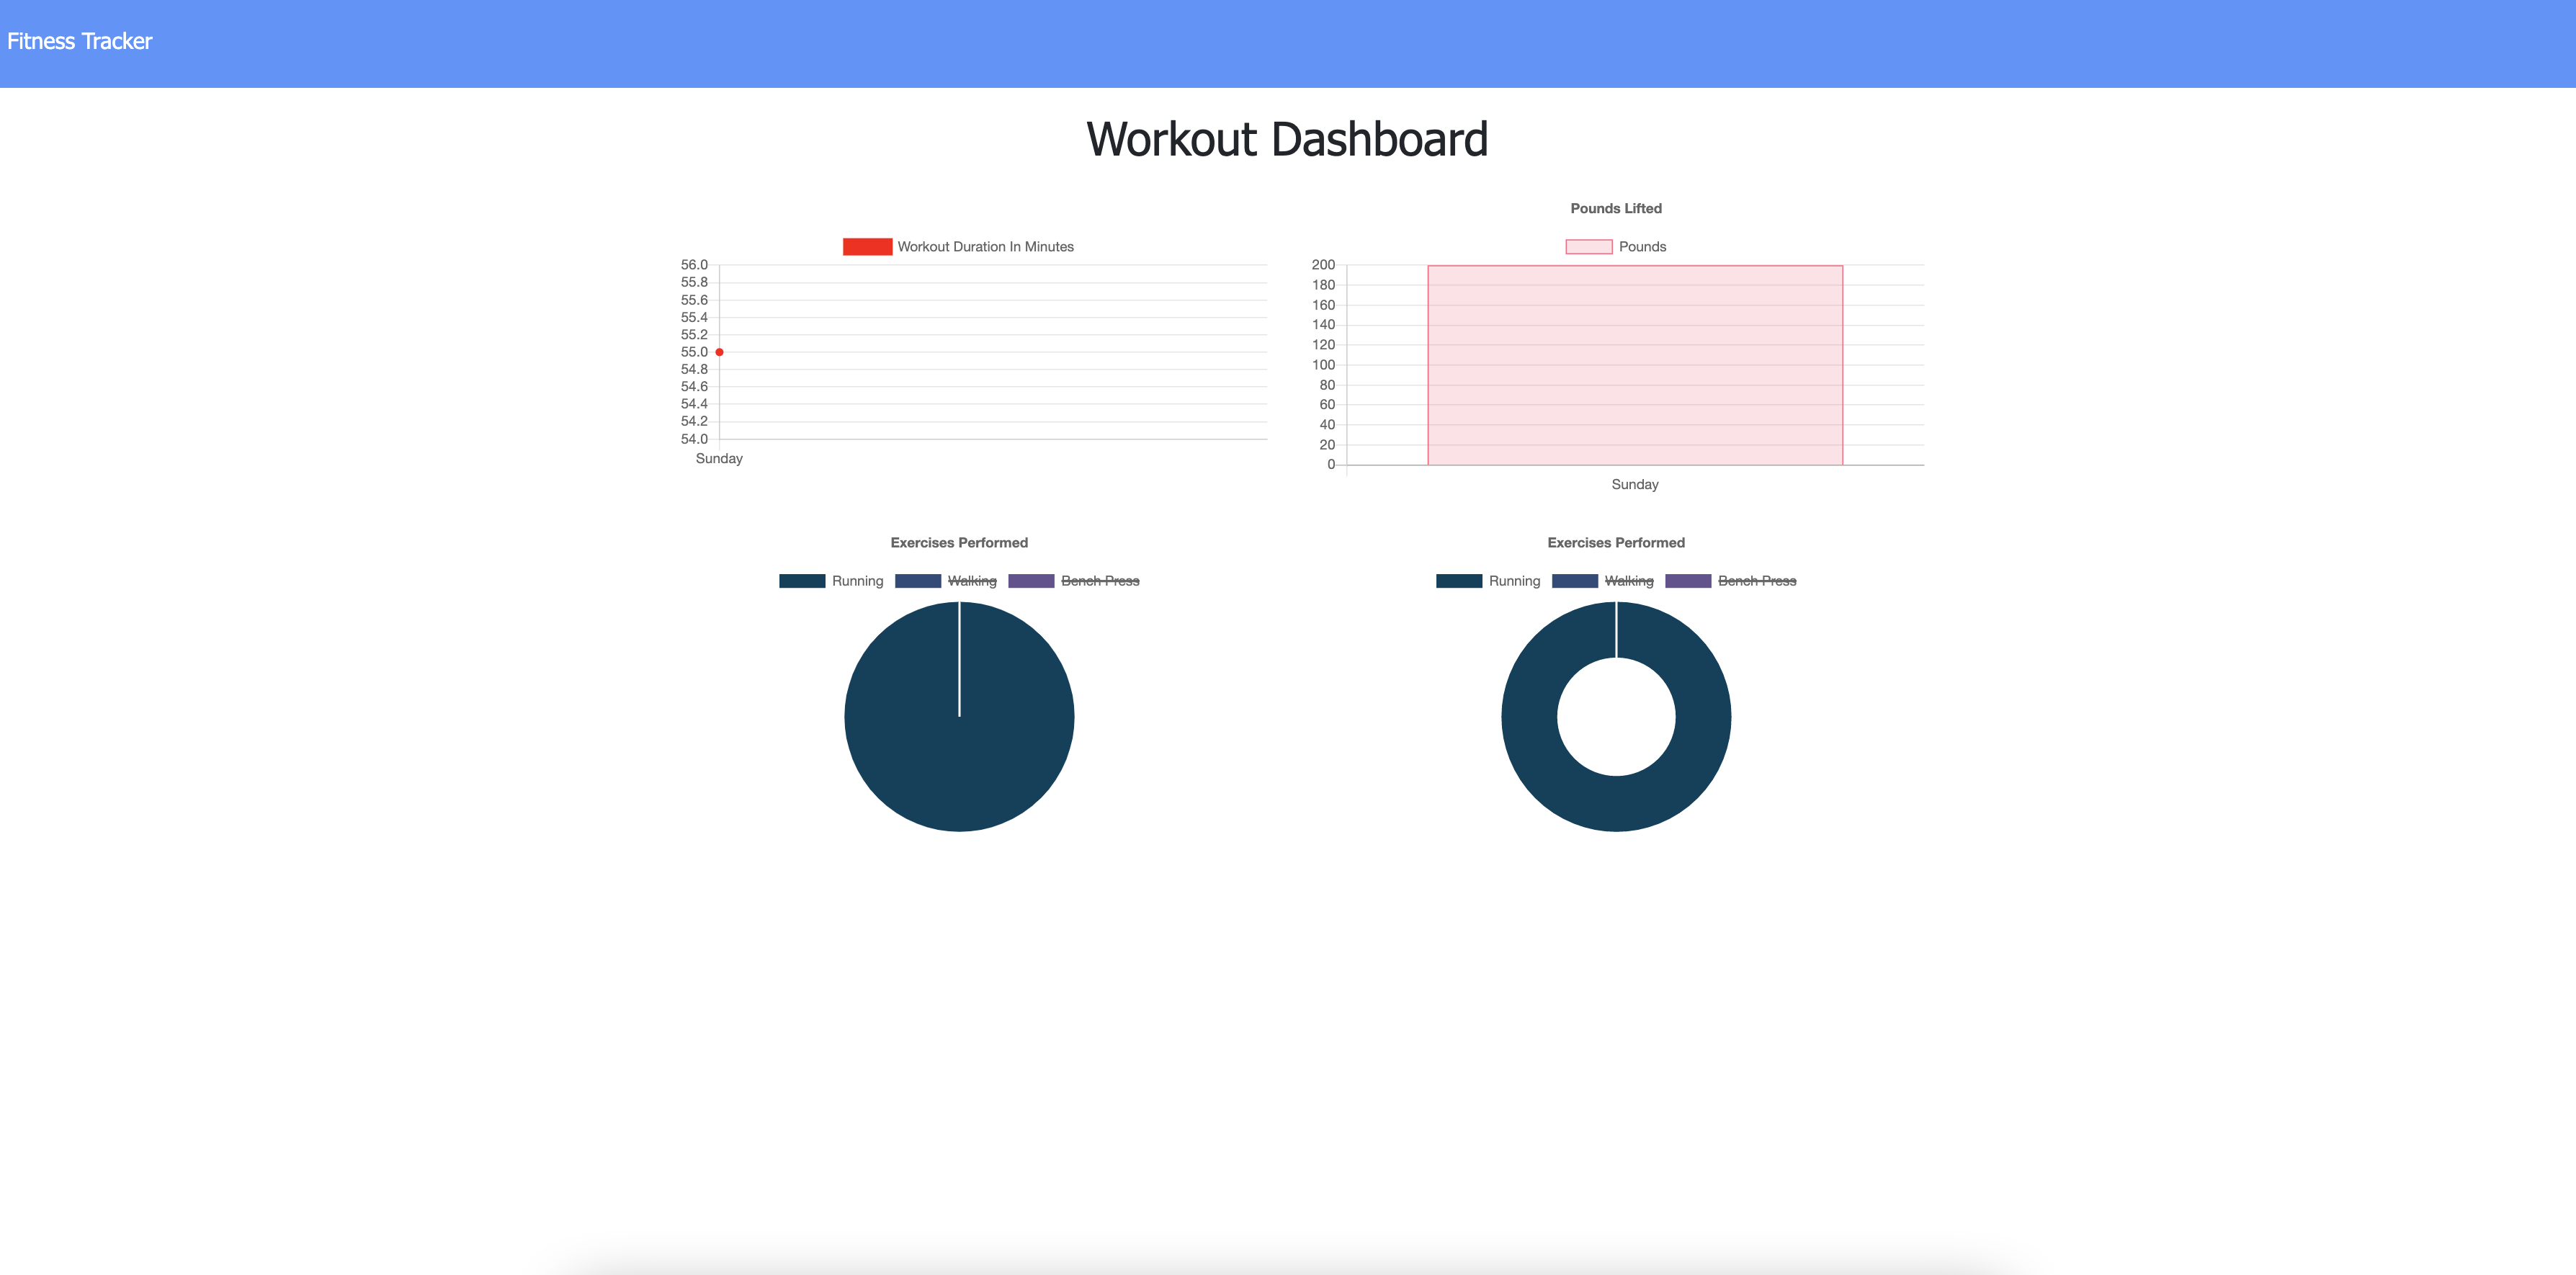 Fitness Tracker
Workout Dashboard
Workout Duration In Minutes
56.0
55.8
55.6
55.4
55.2
55.0
54.8
54.6
54.4
54.2
54.0
Sunday
Pounds Lifted
Pounds
200
180
160
140
120
100
80
60
40
20
0
Sunday
Exercises Performed
Running Walking Bench Press
Exercises Performed
Running Walking Bench Press